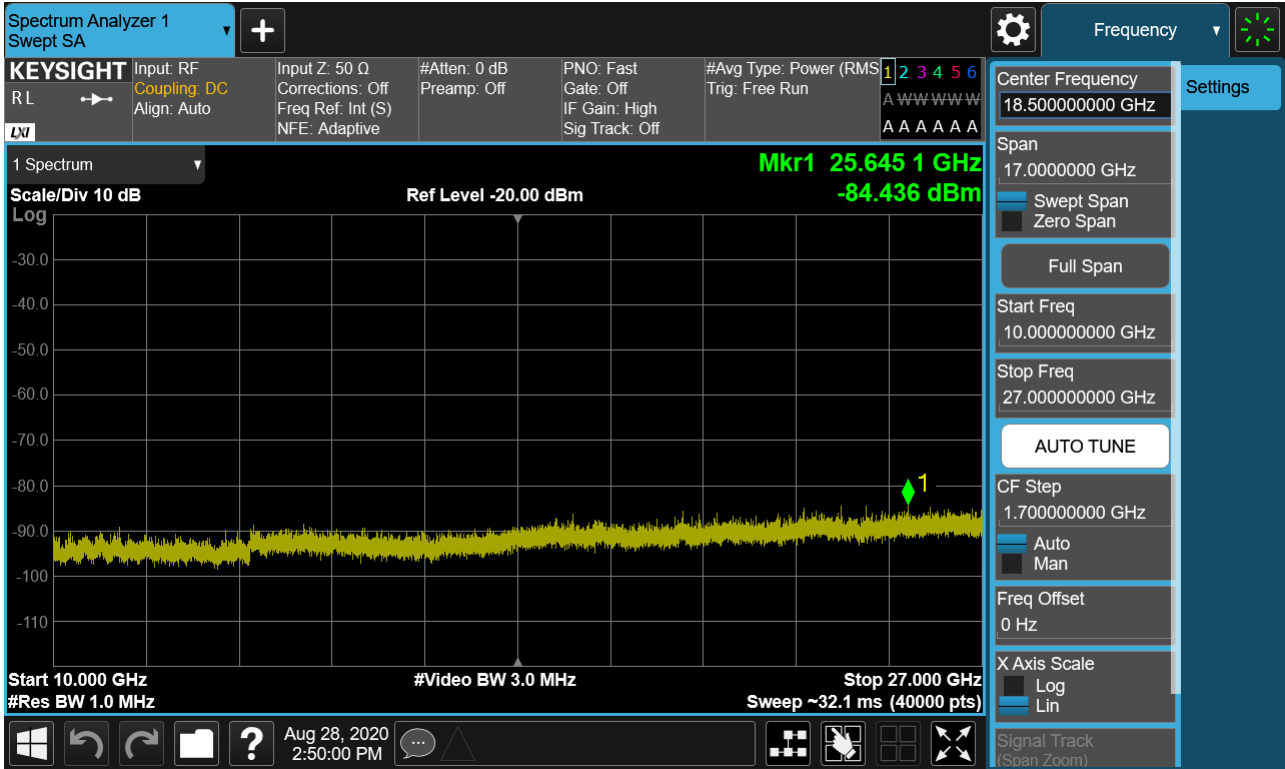 Spectrum Analyzer 1
Swept SA
Frequency
KEYSIGHT
R L
LXI
Input: RF
Coupling: DC
Align: Auto
Input Z: 50 Ω
Corrections: Off
Freq Ref: Int (S)
NFE: Adaptive
#Atten: 0 dB
Preamp: Off
PNO: Fast
Gate: Off
IF Gain: High
Sig Track: Off
#Avg Type: Power (RMS
Trig: Free Run
1 2 3 4 5 6
A W W W W W
A A A A A A
1 Spectrum
Mkr1 25.645 1 GHz
Scale/Div 10 dB
Ref Level -20.00 dBm
-84.436 dBm
Log
-30.0
-40.0
-50.0
-60.0
-70.0
-80.0
-90.0
-100
-110
1
Start 10.000 GHz
#Video BW 3.0 MHz
Stop 27.000 GHz
#Res BW 1.0 MHz
Sweep ~32.1 ms (40000 pts)
Center Frequency
18.500000000 GHz
Span
17.0000000 GHz
Swept Span
Zero Span
Full Span
Start Freq
10.000000000 GHz
Stop Freq
27.000000000 GHz
AUTO TUNE
CF Step
1.700000000 GHz
Auto
Man
Freq Offset
0 Hz
X Axis Scale
Log
Lin
Signal Track
(Span Zoom)
Settings
?
Aug 28, 2020
2:50:00 PM